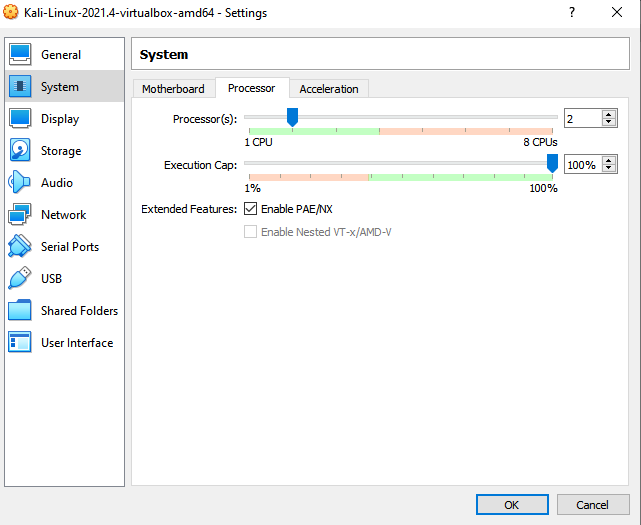 Kali-Linux-2021.4-virtualbox-amd64 - Settings
?
General
System
Display
Storage
Audio
Network
Serial Ports
USB
Shared Folders
User Interface
System
Motherboard Processor Acceleration
Processor(s): 2
1 CPU 8 CPUs
Execution Cap: 100%
1% 100%
Extended Features: Enable PAE/NX
Enable Nested VT-x/AMD-V
OK Cancel